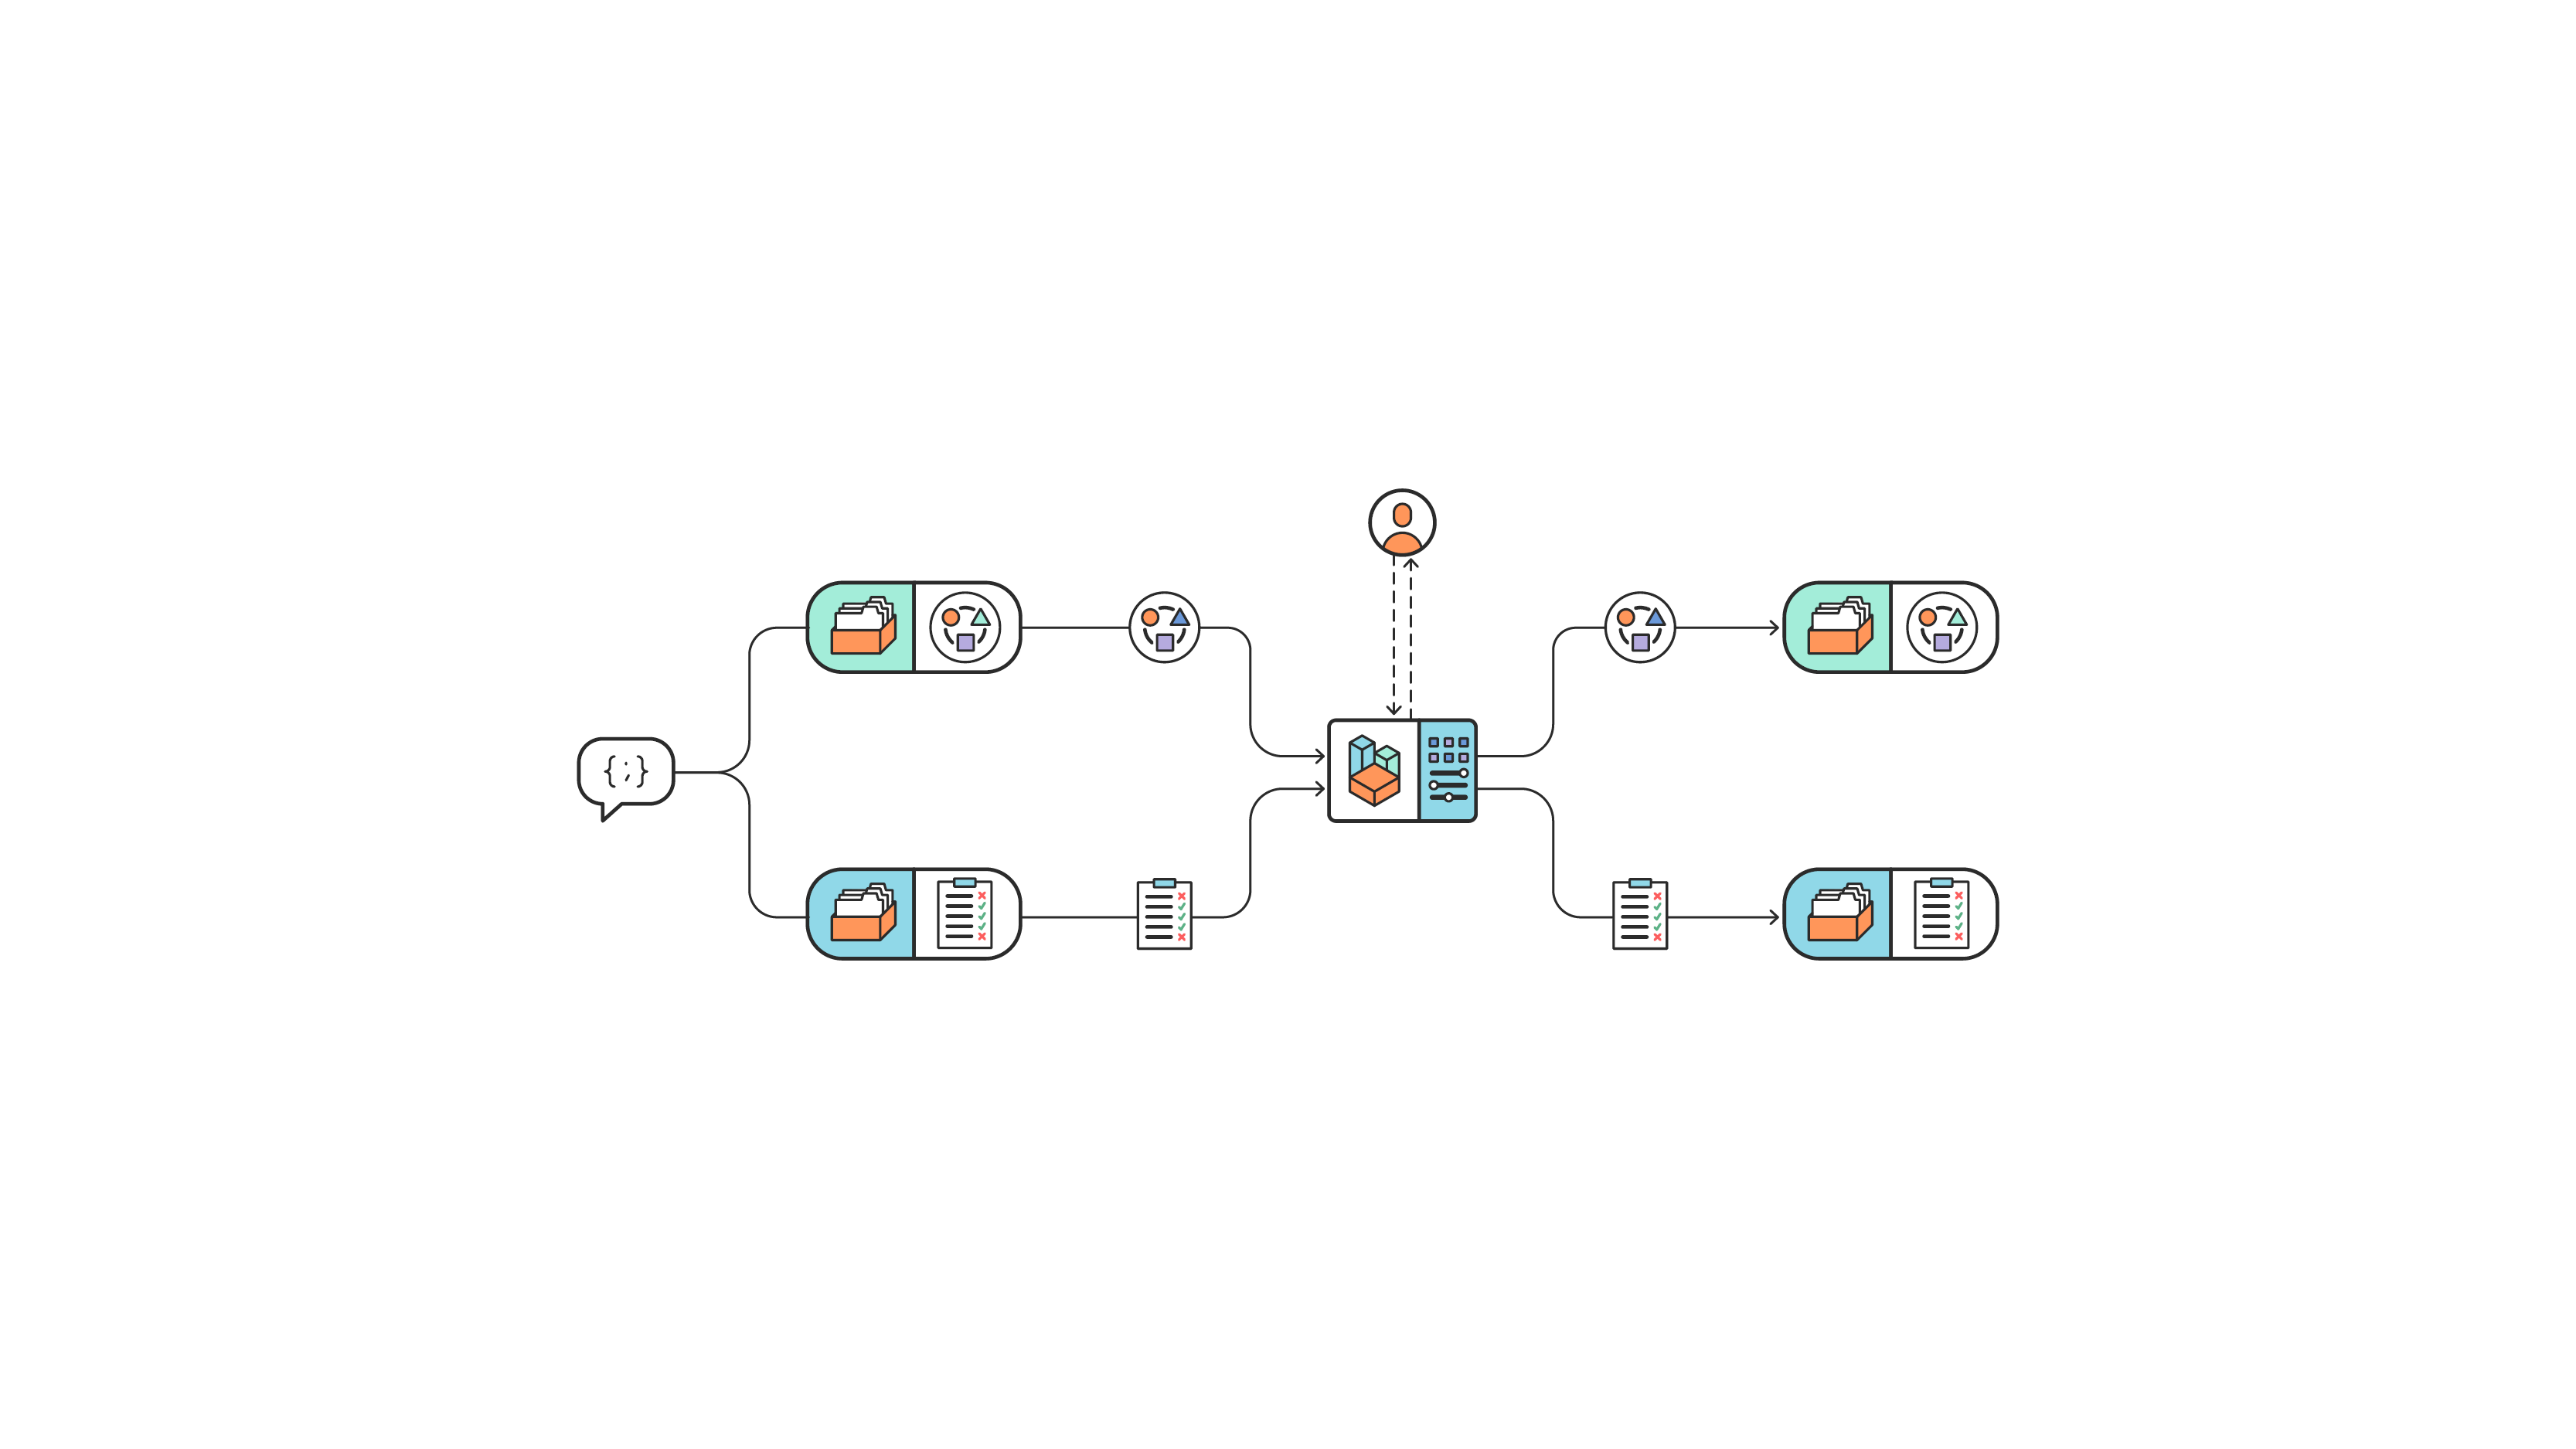 { ; }